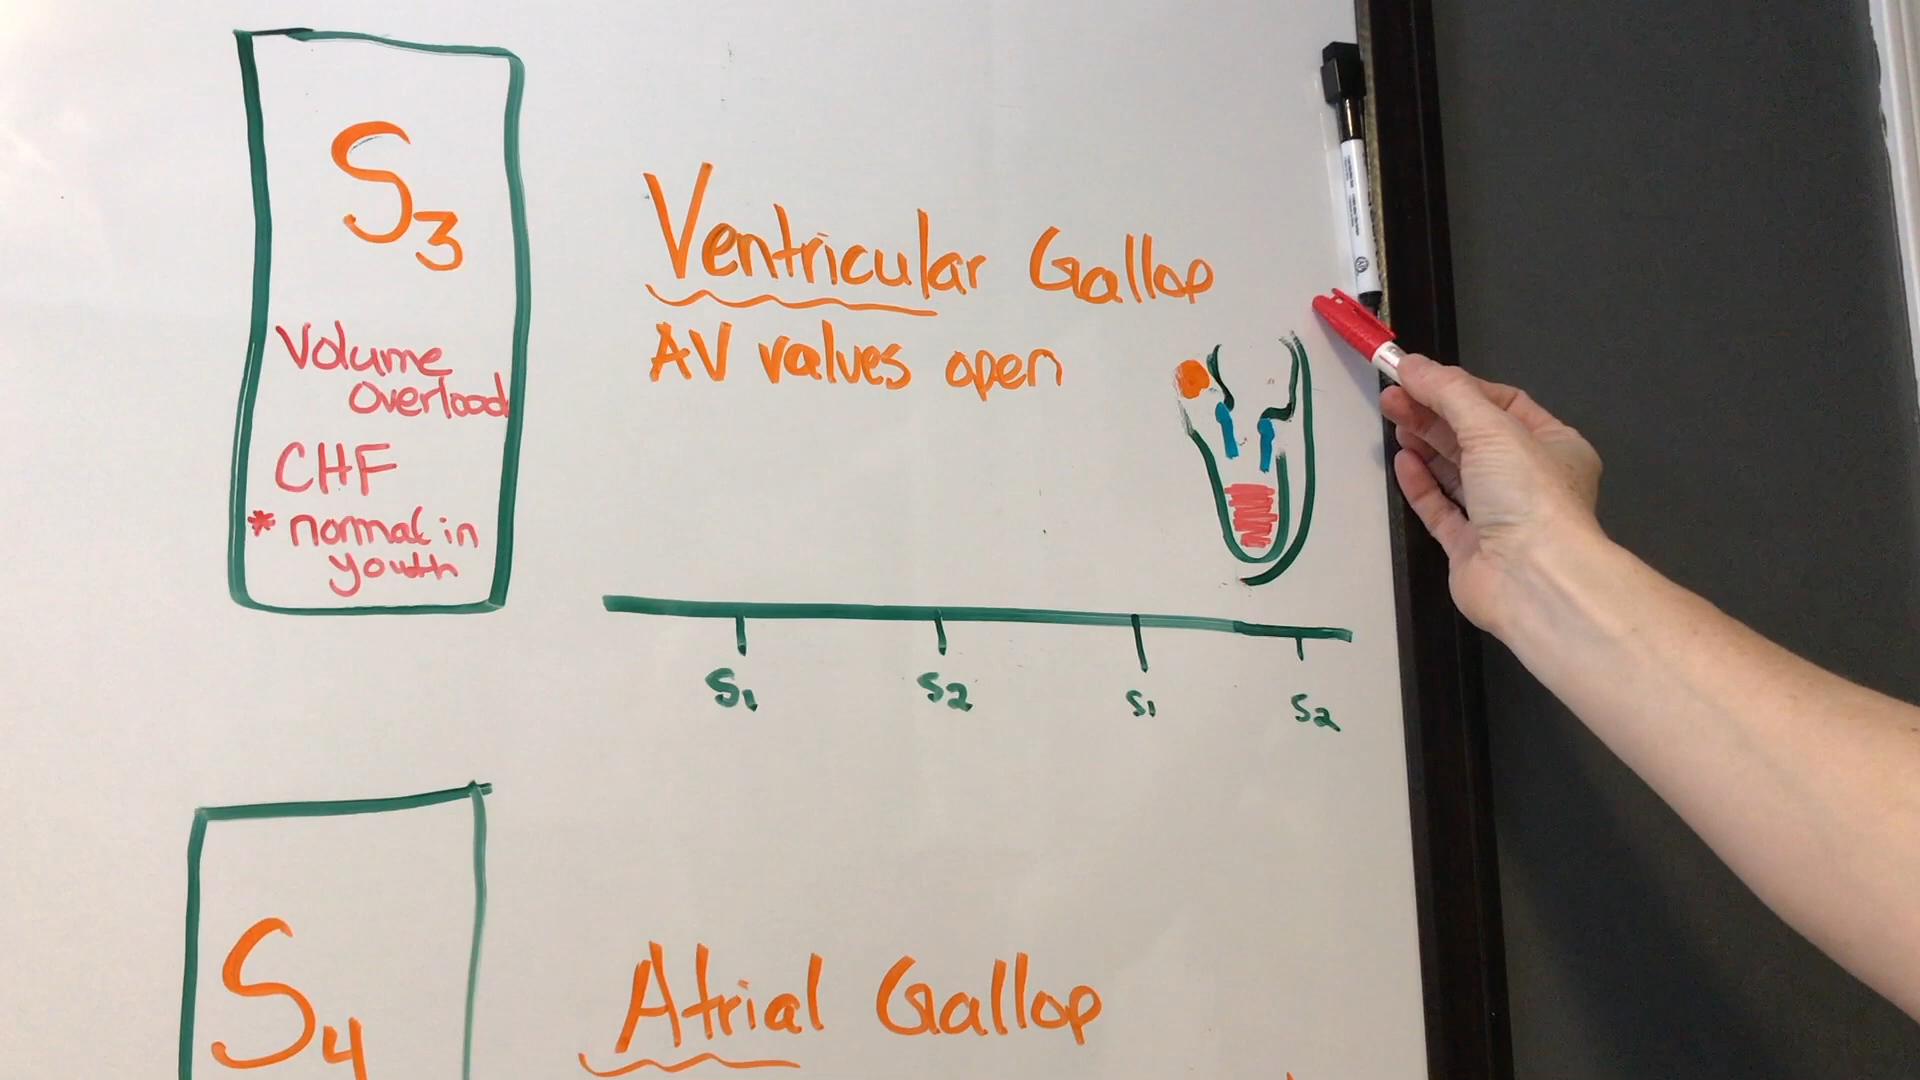 S3
Volume
Overload
CHF
* normal in
youth
Ventricular Gallop
AV valves open
S1 S2 S1 S2
S4
Atrial Gallop